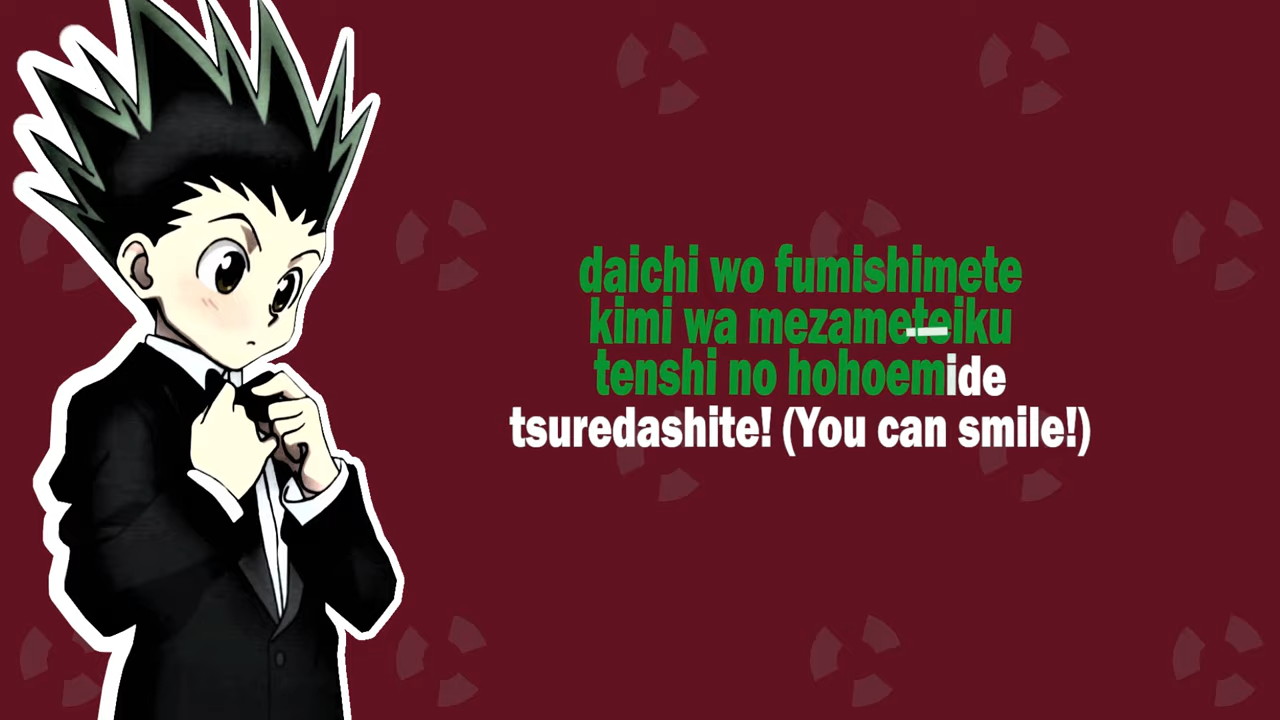 daichi wo fumishimete
kimi wa mezameteiku
tenshi no hohoemide
tsuredashite! (You can smile!)